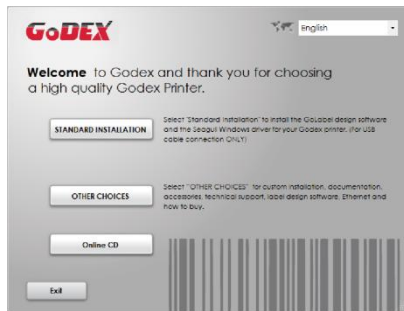 GODEX
English
Welcome to Godex and thank you for choosing
a high quality Godex Printer.
STANDARD INSTALLATION
Select 'Standard Installation' to install the GoLabel design software
and the Seagull Windows driver for your Godex printer. (For USB
cable connection ONLY)
OTHER CHOICES
Select "OTHER CHOICES" for custom installation, documentation,
accessories, technical support, label design software, Ethernet and
how to buy.
Online CD
Exit